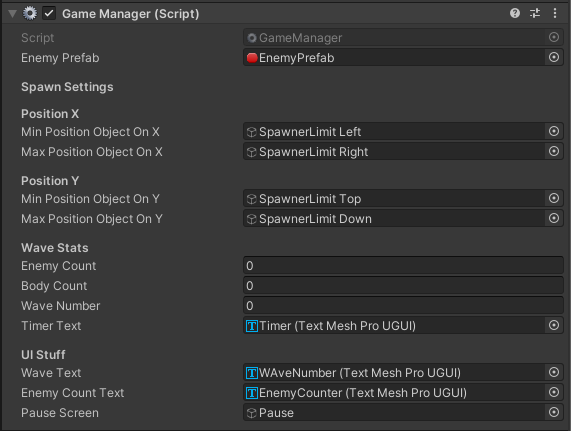 Game Manager (Script)
Script GameManager
Enemy Prefab EnemyPrefab
Spawn Settings
Position X
Min Position Object On X SpawnerLimit Left
Max Position Object On X SpawnerLimit Right
Position Y
Min Position Object On Y SpawnerLimit Top
Max Position Object On Y SpawnerLimit Down
Wave Stats
Enemy Count 0
Body Count 0
Wave Number 0
Timer Text Timer (Text Mesh Pro UGUI)
UI Stuff
Wave Text WAveNumber (Text Mesh Pro UGUI)
Enemy Count Text EnemyCounter (Text Mesh Pro UGUI)
Pause Screen Pause